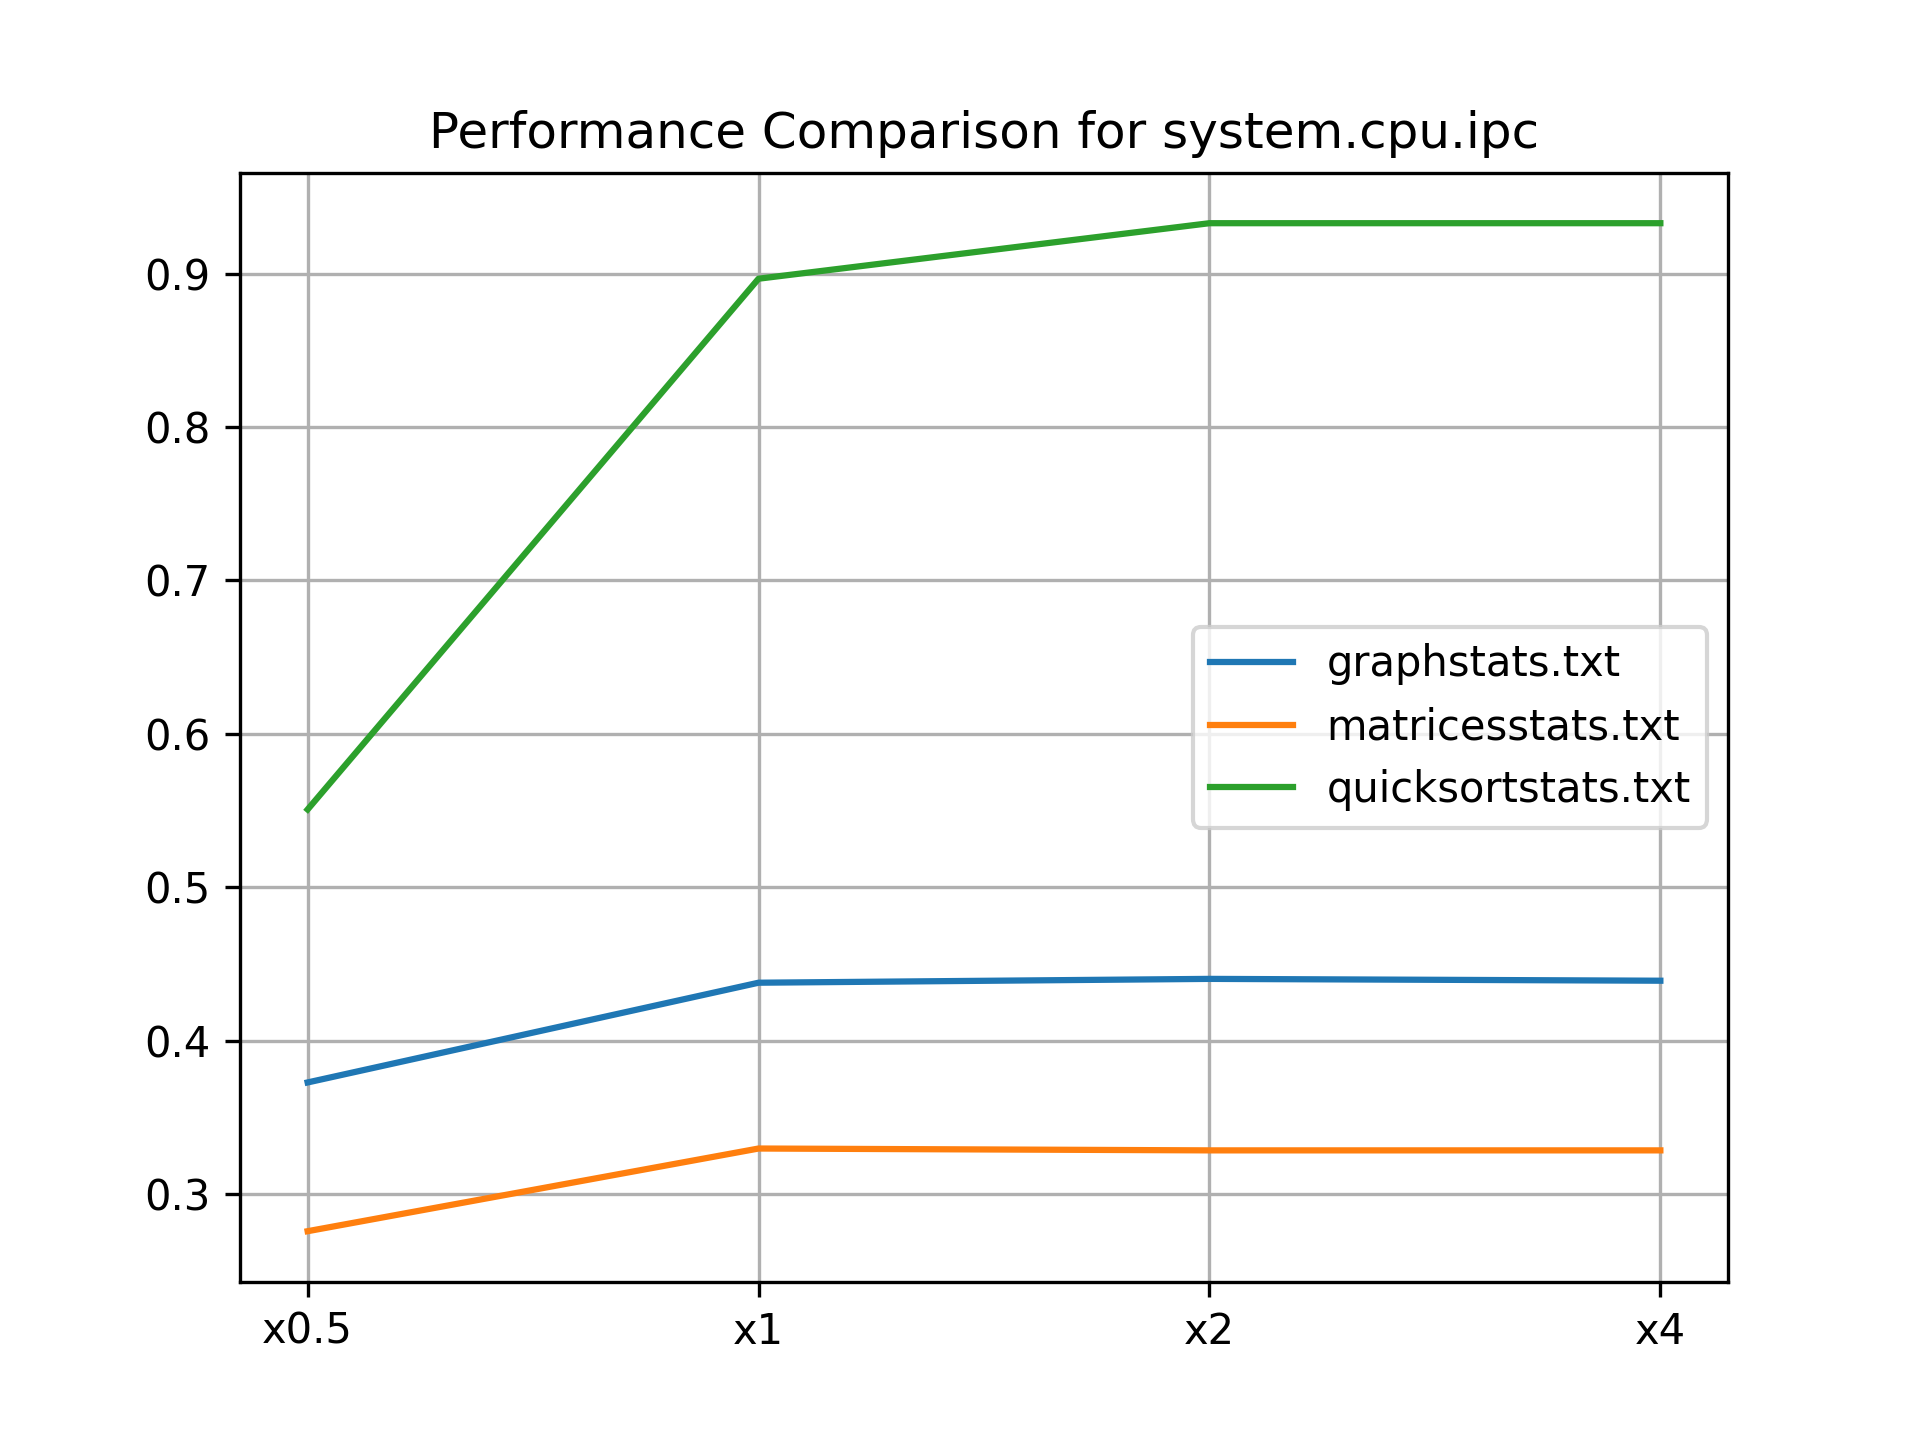 Performance Comparison for system.cpu.ipc
0.9
0.8
0.7
0.6
0.5
0.4
0.3
graphstats.txt
matricesstats.txt
quicksortstats.txt
x0.5 x1 x2 x4